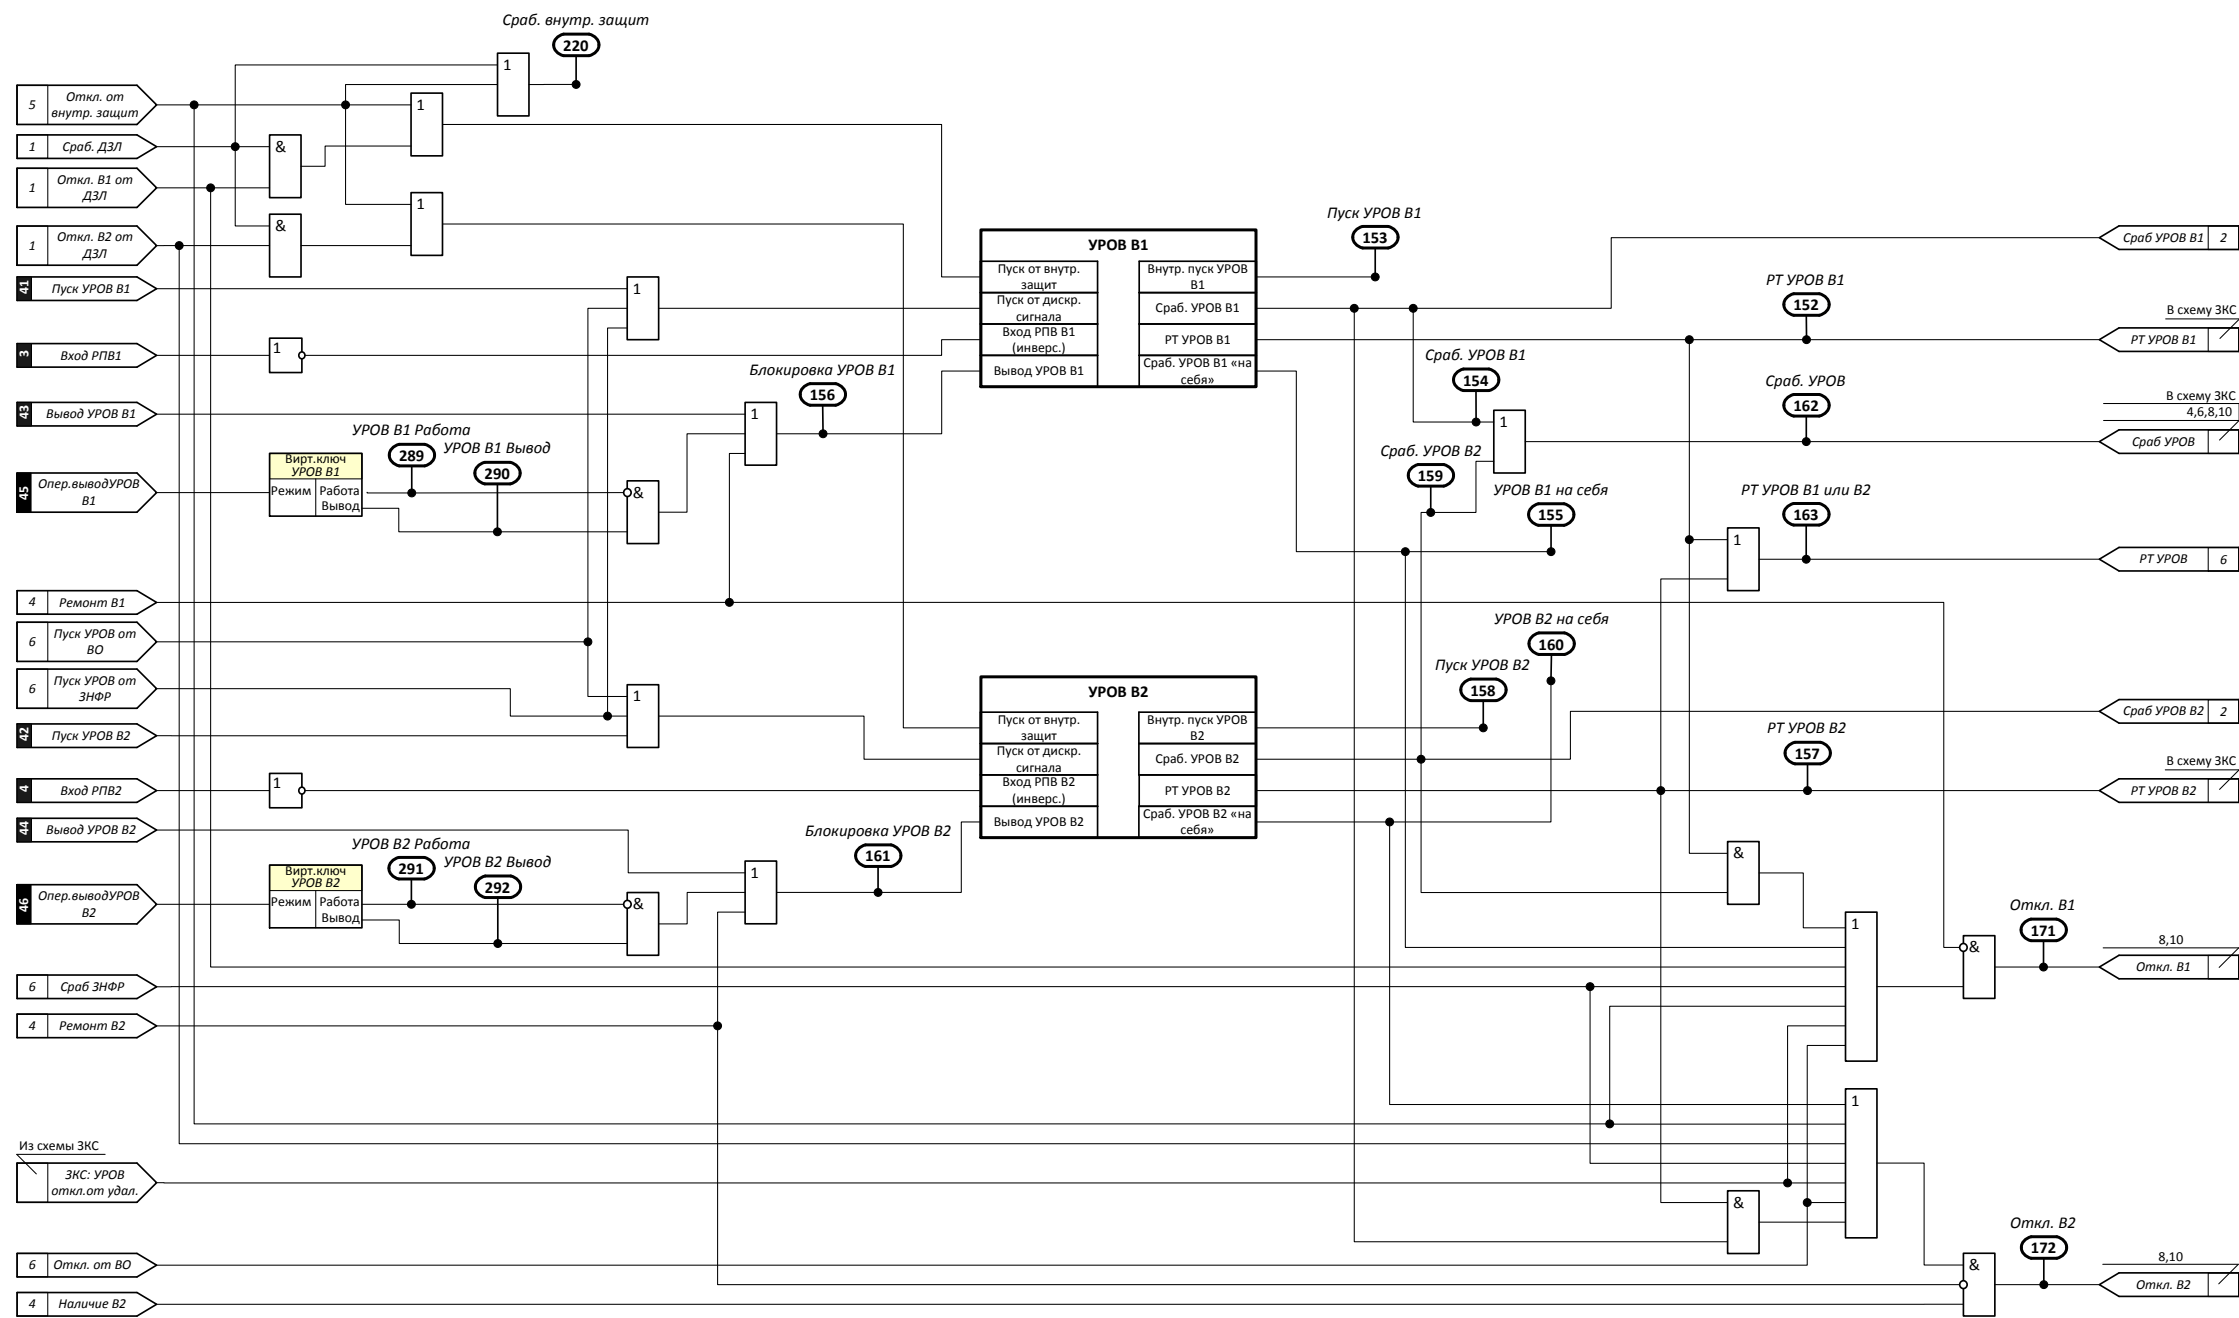 Сраб. внутр. защит
220
1
5 Откл. от
внутр. защит
1
1 Сраб. ДЗЛ
&
1 Откл. В1 от
ДЗЛ
1
&
1 Откл. В2 от
ДЗЛ
41 Пуск УРОВ В1
1
3 Вход РПВ1
1
43 Вывод УРОВ В1
1
Блокировка УРОВ В1
156
УРОВ В1 Работа
289
УРОВ В1 Вывод
290
45 Опер.выводУРОВ
В1
Вирт.ключ
УРОВ В1
Режим
Работа
Вывод
&
4 Ремонт В1
6 Пуск УРОВ от
ВО
6 Пуск УРОВ от
ЗНФР
1
42 Пуск УРОВ В2
4 Вход РПВ2
1
44 Вывод УРОВ В2
УРОВ В2 Работа
291
УРОВ В2 Вывод
292
46 Опер.выводУРОВ
В2
Вирт.ключ
УРОВ В2
Режим
Работа
Вывод
&
1
Блокировка УРОВ В2
161
6 Сраб ЗНФР
4 Ремонт В2
Из схемы ЗКС
ЗКС: УРОВ
откл.от удал.
6 Откл. от ВО
4 Наличие В2
УРОВ В1
Пуск от внутр.
защит
Пуск от дискр.
сигнала
Вход РПВ В1
(инверс.)
Вывод УРОВ В1
Внутр. пуск УРОВ
В1
Сраб. УРОВ В1
РТ УРОВ В1
Сраб. УРОВ В1 «на
себя»
УРОВ В2
Пуск от внутр.
защит
Пуск от дискр.
сигнала
Вход РПВ В2
(инверс.)
Вывод УРОВ В2
Внутр. пуск УРОВ
В2
Сраб. УРОВ В2
РТ УРОВ В2
Сраб. УРОВ В2 «на
себя»
Пуск УРОВ В1
153
Сраб. УРОВ В1
154
1
Сраб. УРОВ В2
159
УРОВ В1 на себя
155
УРОВ В2 на себя
160
Пуск УРОВ В2
158
РТ УРОВ В1
152
Сраб. УРОВ
162
РТ УРОВ В1 или В2
163
1
РТ УРОВ В2
157
&
1
&
Откл. В1
171
1
&
&
Откл. В2
172
Сраб УРОВ В1 2
В схему ЗКС
РТ УРОВ В1
В схему ЗКС
4,6,8,10
Сраб УРОВ
РТ УРОВ 6
Сраб УРОВ В2 2
В схему ЗКС
РТ УРОВ В2
8,10
Откл. В1
8,10
Откл. В2